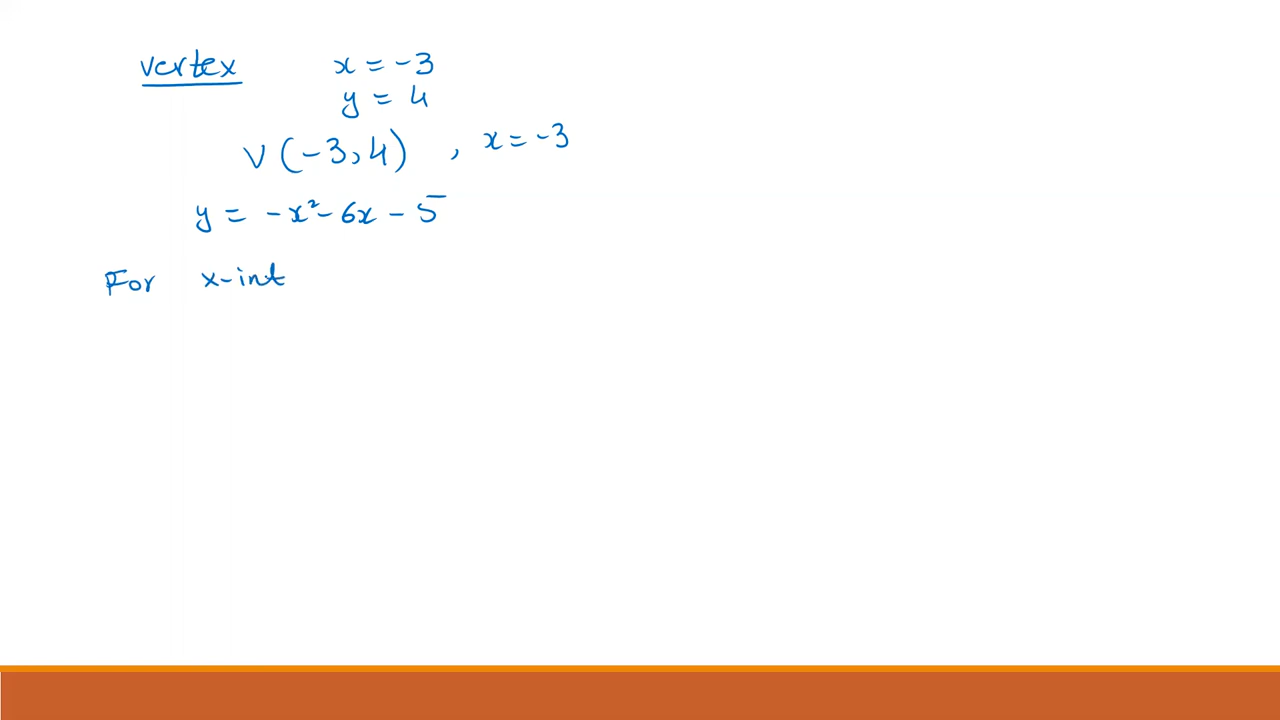 vertex x = -3
y = 4
V (-3, 4) , x = -3
y = -x² - 6x - 5
For x-int